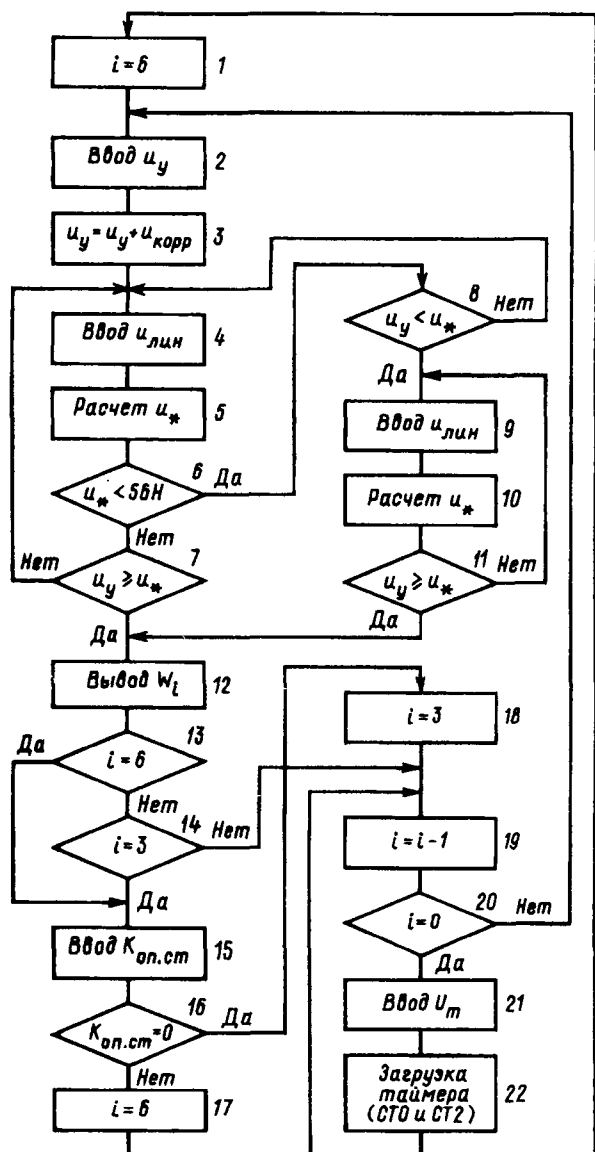 i=6
1
Ввод u_у
2
u_у = u_у + u_корр
3
Ввод u_лин
4
Расчет u_*
5
u_* < 56H
6
Да
Нет
u_у ≥ u_*
7
Нет
Да
u_у < u_*
8
Нет
Да
Ввод u_лин
9
Расчет u_*
10
u_у ≥ u_*
11
Нет
Да
Вывод W_i
12
i=6
13
Да
Нет
i=3
14
Нет
Да
Ввод K_оп.ст
15
K_оп.ст=0
16
Да
Нет
i=6
17
i=3
18
i=i-1
19
i=0
20
Нет
Да
Ввод U_m
21
Загрузка
таймера
(СТ0 и СТ2)
22